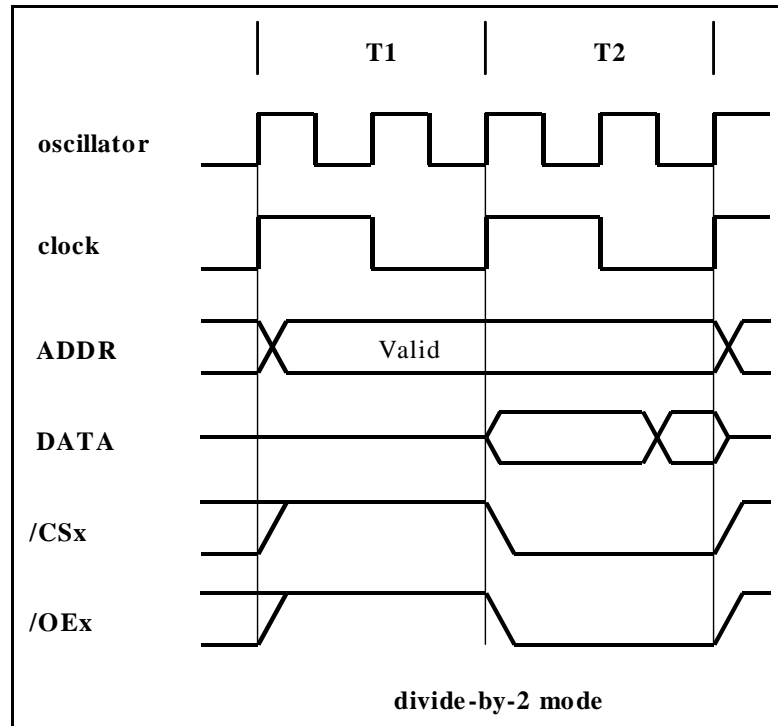 T1 T2
oscillator
clock
ADDR Valid
DATA
/CSx
/OEx
divide-by-2 mode